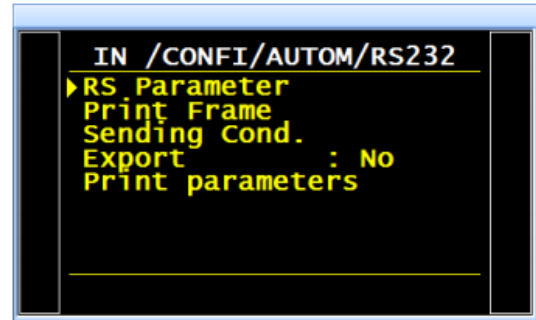 IN /CONFI/AUTOM/RS232
RS Parameter
Print Frame
Sending Cond.
Export : No
Print parameters